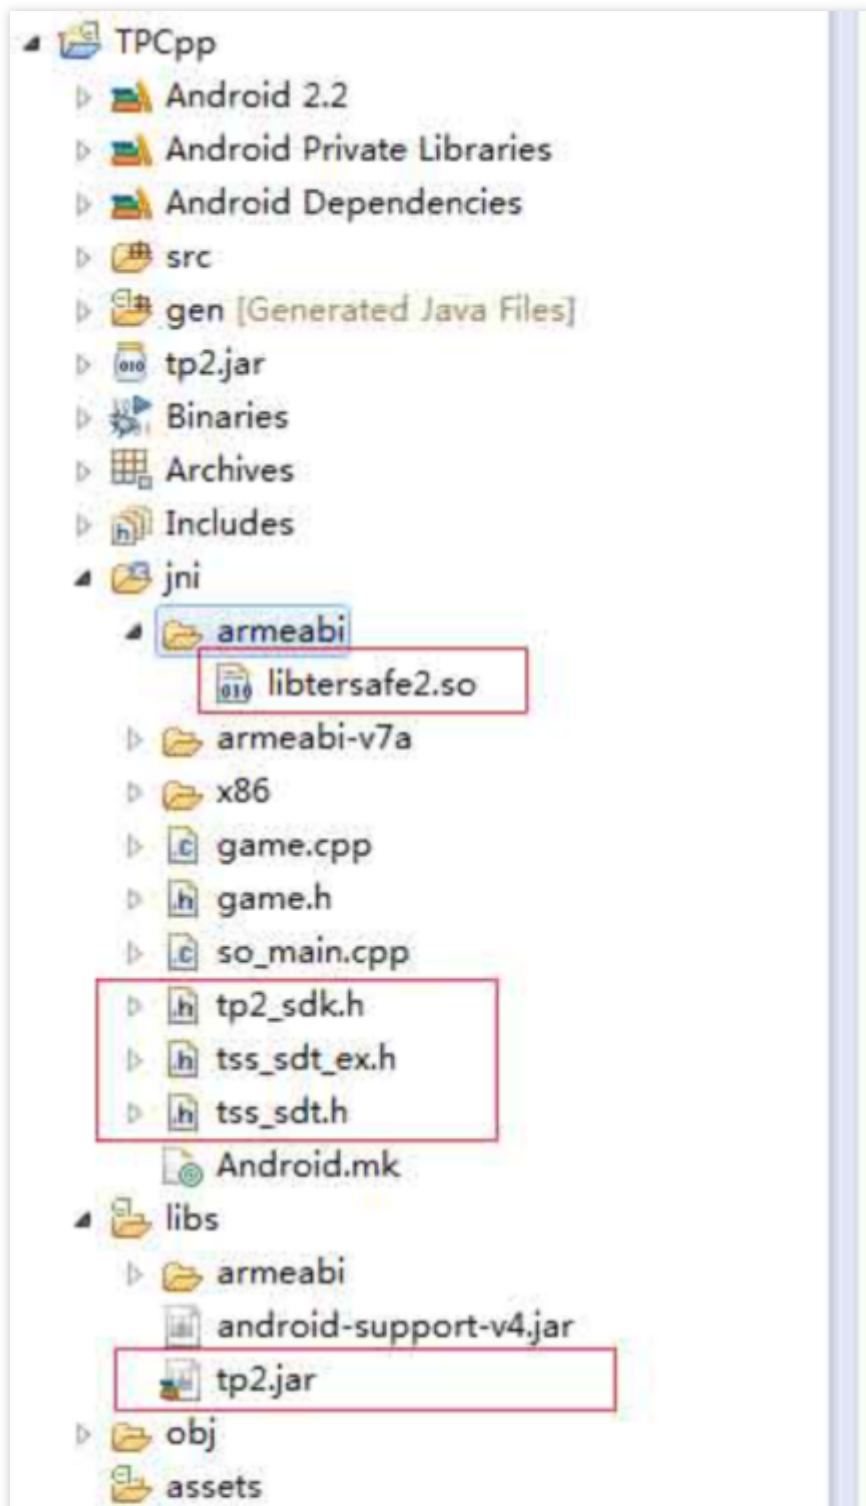 TPCpp
Android 2.2
Android Private Libraries
Android Dependencies
src
gen [Generated Java Files]
tp2.jar
Binaries
Archives
Includes
jni
armeabi
libtersafe2.so
armeabi-v7a
x86
game.cpp
game.h
so_main.cpp
tp2_sdk.h
tss_sdt_ex.h
tss_sdt.h
Android.mk
libs
armeabi
android-support-v4.jar
tp2.jar
obj
assets